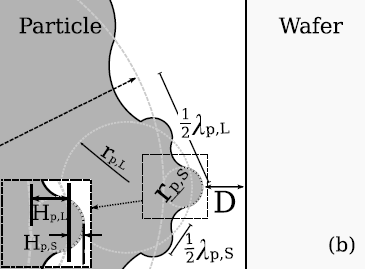 Particle
Wafer
½λp,L
rp,L
rp,S
D
Hp,L
Hp,S
½λp,S
(b)